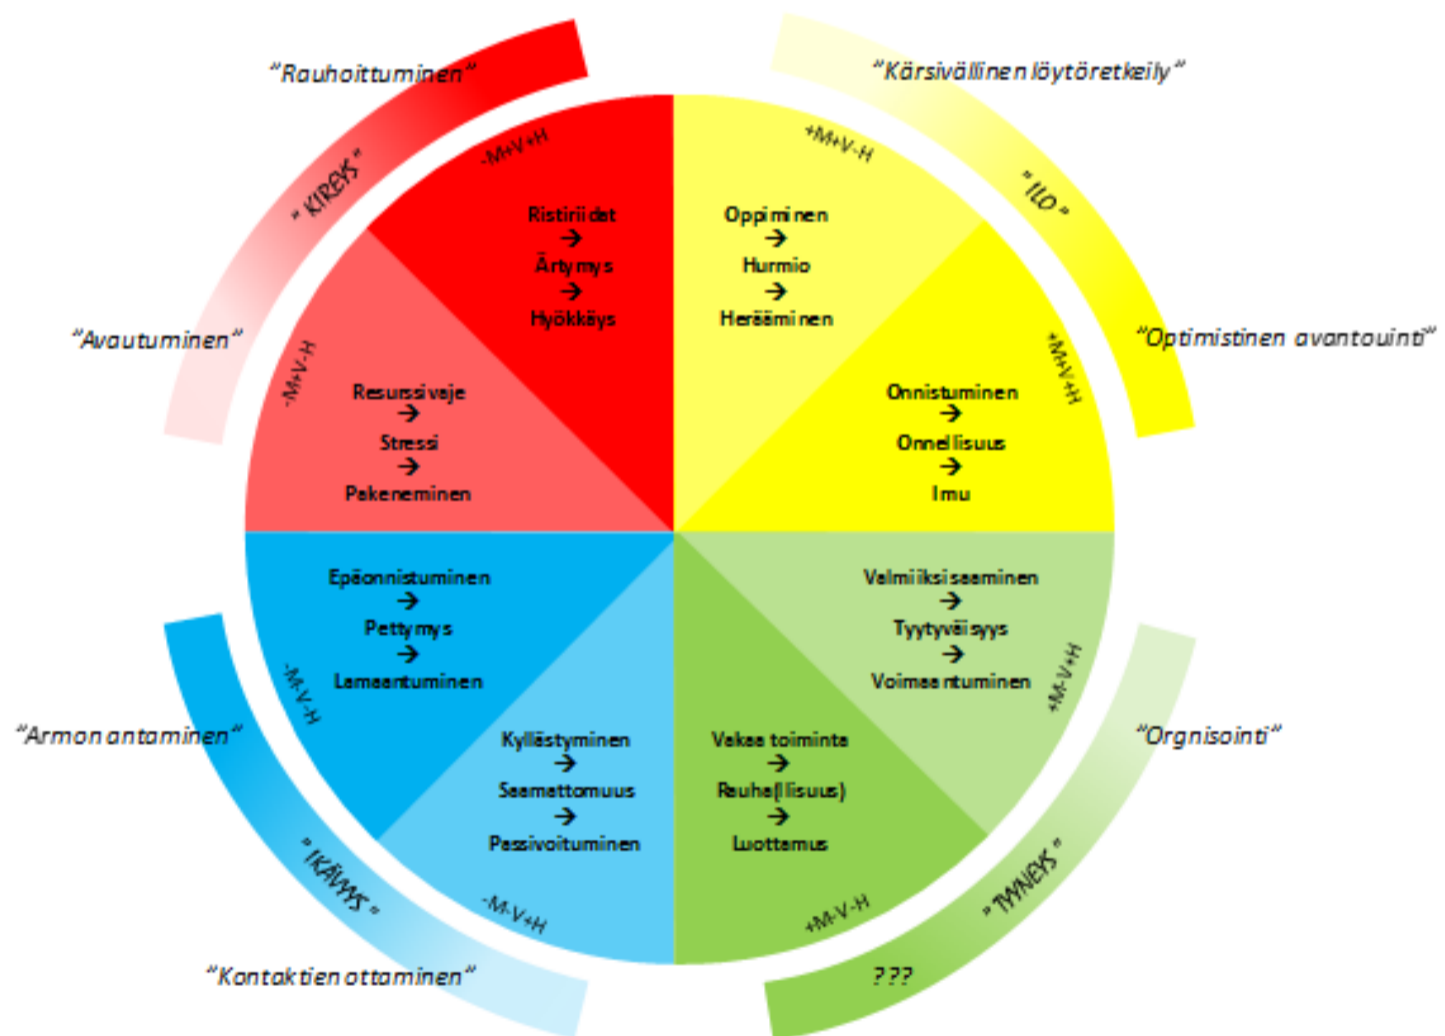 “Rauhoittuminen“
“Kärsivällinen löytöretkeily“
-M+V+H
+M+V-H
“ KIREYS “
“ ILO “
Ristiriidat
→
Ärtymys
→
Hyökkäys
Oppiminen
→
Hurmio
→
Herääminen
“Avautuminen“
“Optimistinen avantouinti“
-M+V-H
+M+V+H
Resurssivaje
→
Stressi
→
Pakeneminen
Onnistuminen
→
Onnellisuus
→
Imu
Epäonnistuminen
→
Pettymys
→
Lamaantuminen
Valmiiksisaaminen
→
Tyytyväisyys
→
Voimaantuminen
-M-V-H
+M-V+H
“Armon antaminen“
“Orgnisointi“
Kyllästyminen
→
Saamattomuus
→
Passivoituminen
Vakaa toiminta
→
Rauha(llisuus)
→
Luottamus
“ IKÄVYYS “
“ TYYNEYS “
-M-V+H
+M-V-H
“Kontaktien ottaminen“
???